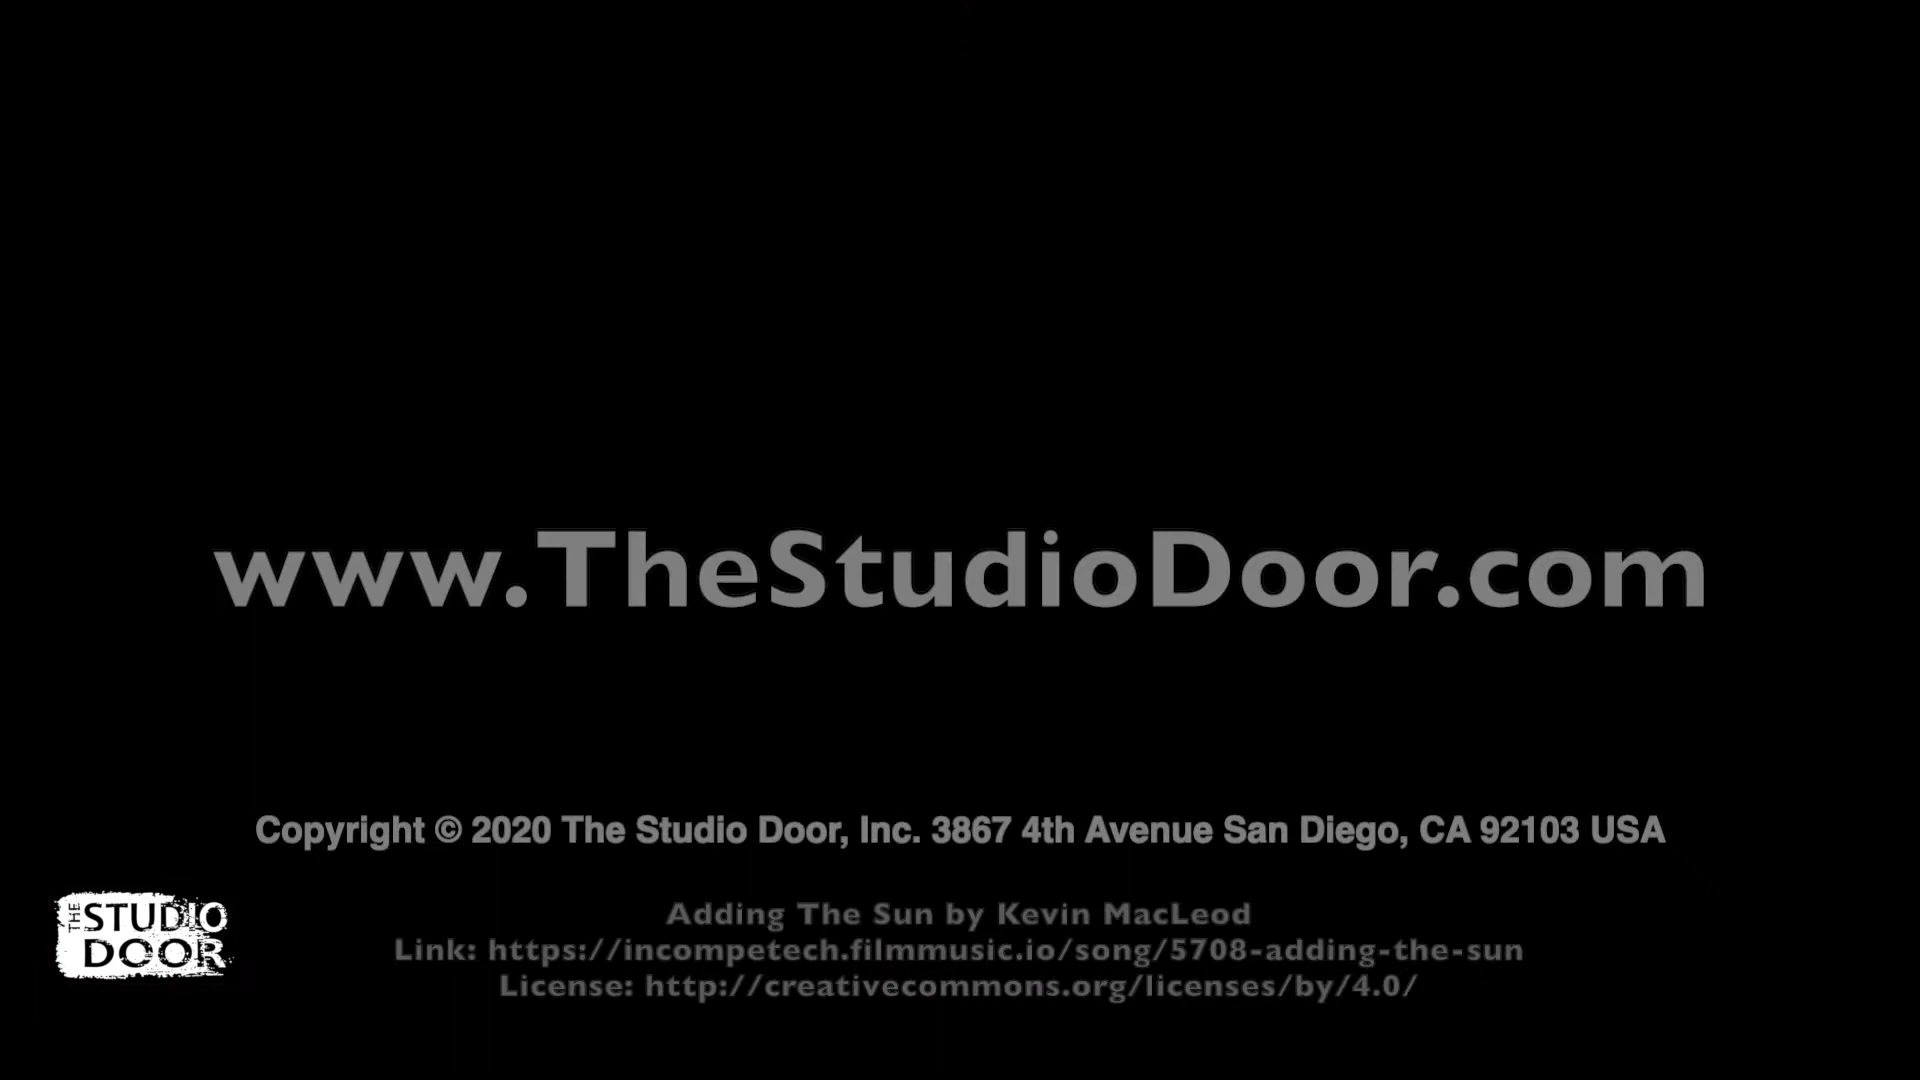 www.TheStudioDoor.com
Copyright © 2020 The Studio Door, Inc. 3867 4th Avenue San Diego, CA 92103 USA
THE
STUDIO
DOOR
Adding The Sun by Kevin MacLeod
Link: https://incompetech.filmmusic.io/song/5708-adding-the-sun
License: http://creativecommons.org/licenses/by/4.0/